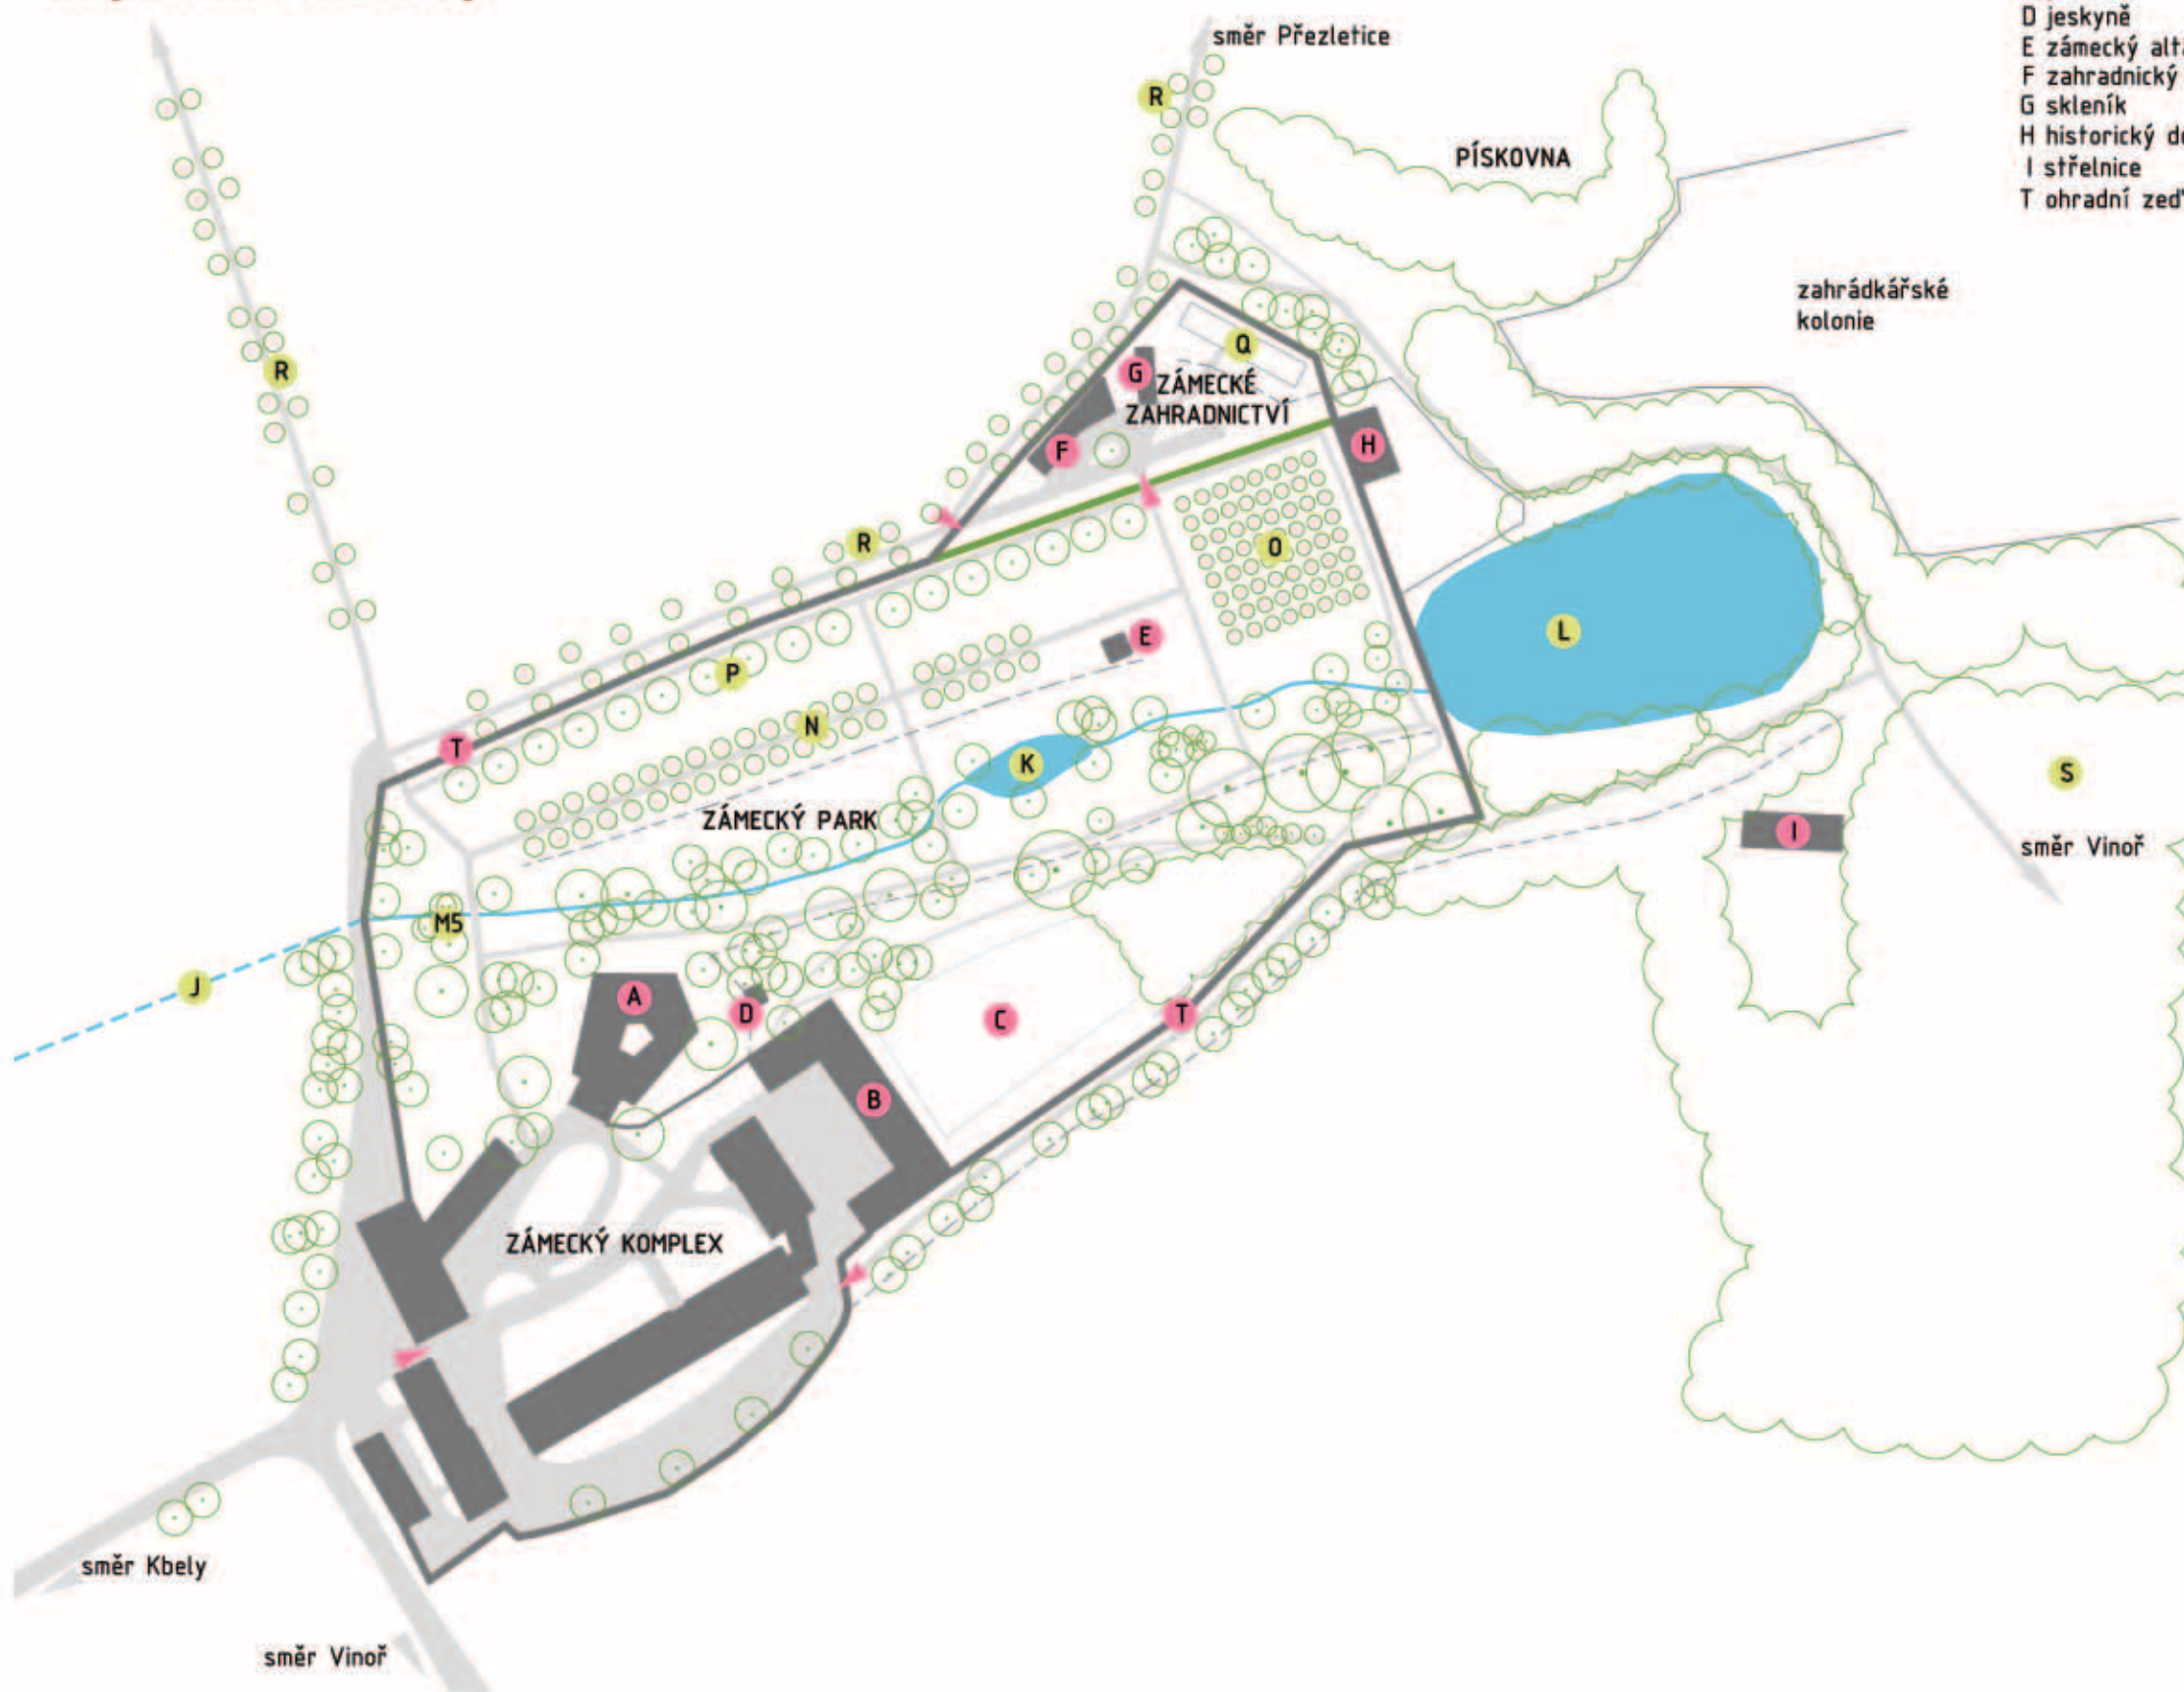 D jeskyně
E zámecký
F zahradnický
G skleník
H historický
I střelnice
T ohradní zeď
směr Přezletice
R
PÍSKOVNA
zahrádkářské
kolonie
Q
R
G
ZÁMECKÉ
ZAHRADNICTVÍ
H
F
R
O
L
E
P
N
T
K
S
ZÁMECKÝ PARK
I
směr Vinoř
M5
J
A
D
C
T
B
ZÁMECKÝ KOMPLEX
směr Kbely
směr Vinoř